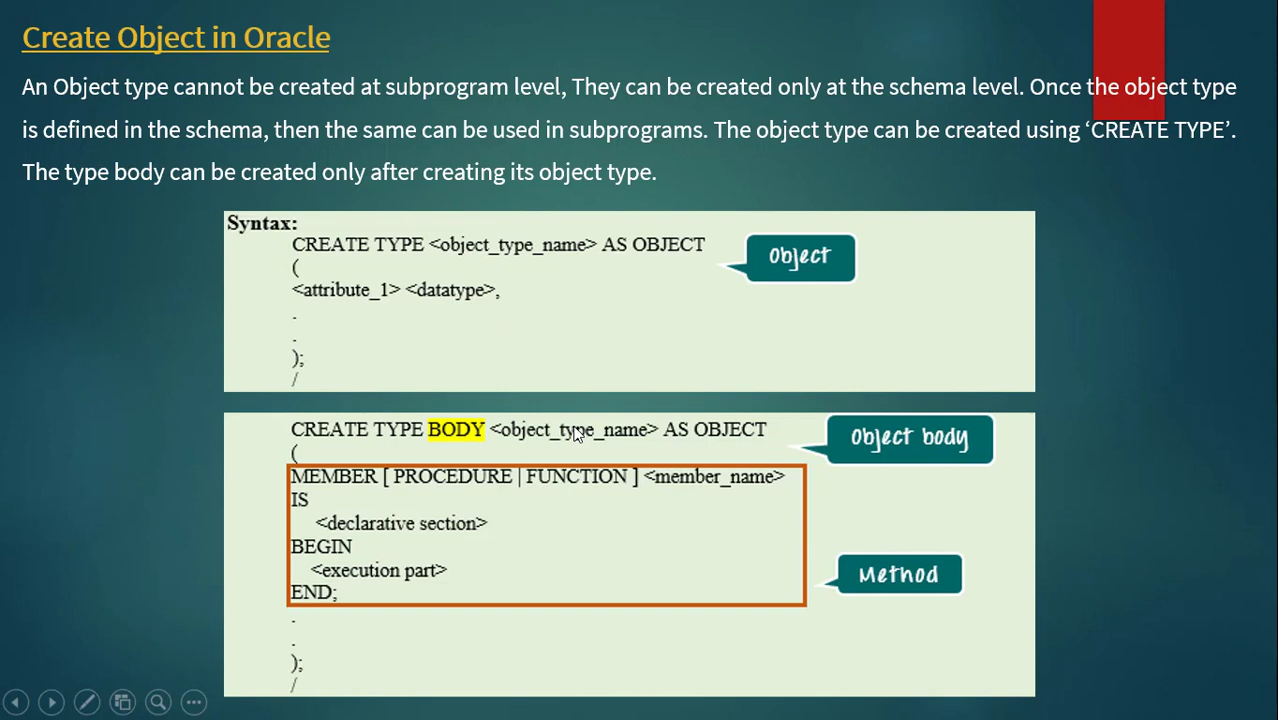 Create Object in Oracle
An Object type cannot be created at subprogram level, They can be created only at the schema level. Once the object type
is defined in the schema, then the same can be used in subprograms. The object type can be created using ‘CREATE TYPE’.
The type body can be created only after creating its object type.
Syntax:
CREATE TYPE <object_type_name> AS OBJECT
Object
(
<attribute_1> <datatype>,
.
.
);
/
CREATE TYPE BODY <object_type_name> AS OBJECT
Object body
(
MEMBER [ PROCEDURE | FUNCTION ] <member_name>
IS
<declarative section>
BEGIN
<execution part>
Method
END;
.
.
);
/